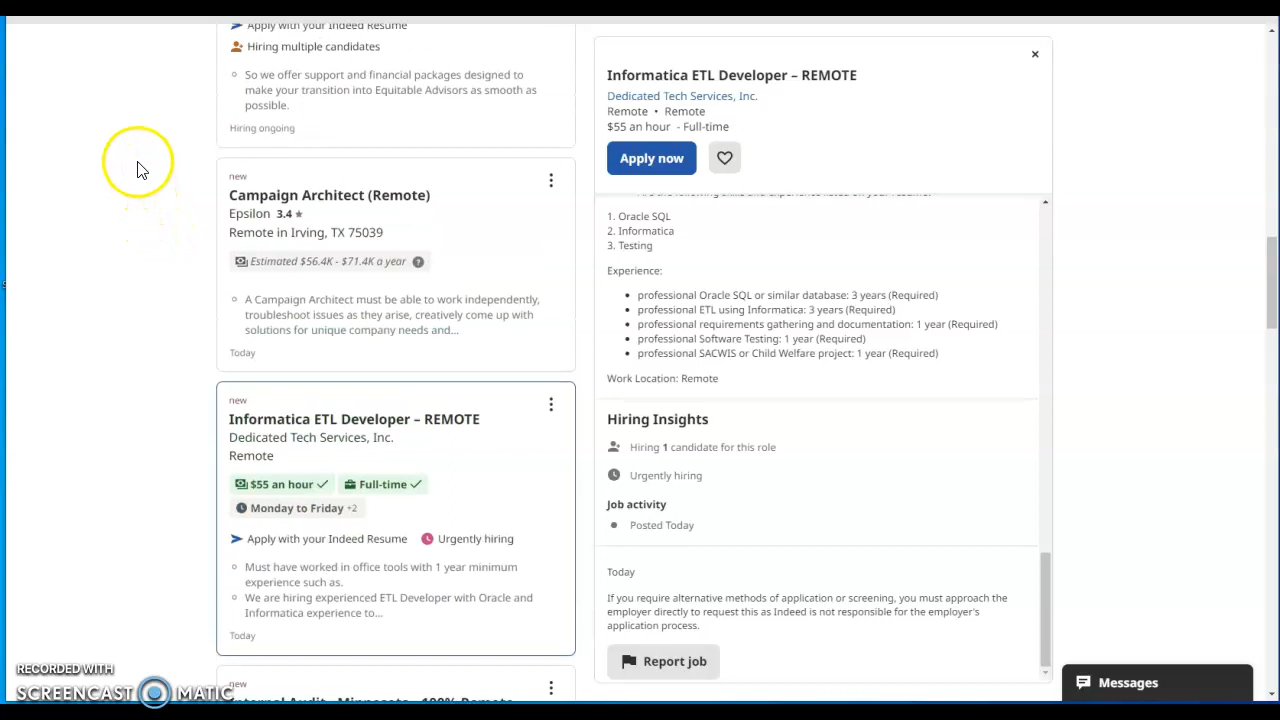 Apply with your Indeed Resume
Hiring multiple candidates
So we offer support and financial packages designed to
make your transition into Equitable Advisors as smooth as
possible.
Hiring ongoing
new
Campaign Architect (Remote)
Epsilon 3.4 ★
Remote in Irving, TX 75039
Estimated $56.4K - $71.4K a year ?
A Campaign Architect must be able to work independently,
troubleshoot issues as they arise, creatively come up with
solutions for unique company needs and...
Today
new
Informatica ETL Developer – REMOTE
Dedicated Tech Services, Inc.
Remote
$55 an hour Full-time
Monday to Friday +2
Apply with your Indeed Resume Urgently hiring
Must have worked in office tools with 1 year minimum
experience such as.
We are hiring experienced ETL Developer with Oracle and
Informatica experience to...
Today
new
Informatica ETL Developer – REMOTE
Dedicated Tech Services, Inc.
Remote • Remote
$55 an hour - Full-time
Apply now
1. Oracle SQL
2. Informatica
3. Testing
Experience:
professional Oracle SQL or similar database: 3 years (Required)
professional ETL using Informatica: 3 years (Required)
professional requirements gathering and documentation: 1 year (Required)
professional Software Testing: 1 year (Required)
professional SACWIS or Child Welfare project: 1 year (Required)
Work Location: Remote
Hiring Insights
Hiring 1 candidate for this role
Urgently hiring
Job activity
Posted Today
Today
If you require alternative methods of application or screening, you must approach the
employer directly to request this as Indeed is not responsible for the employer's
application process.
Report job
Messages
RECORDED WITH
SCREENCAST MATIC